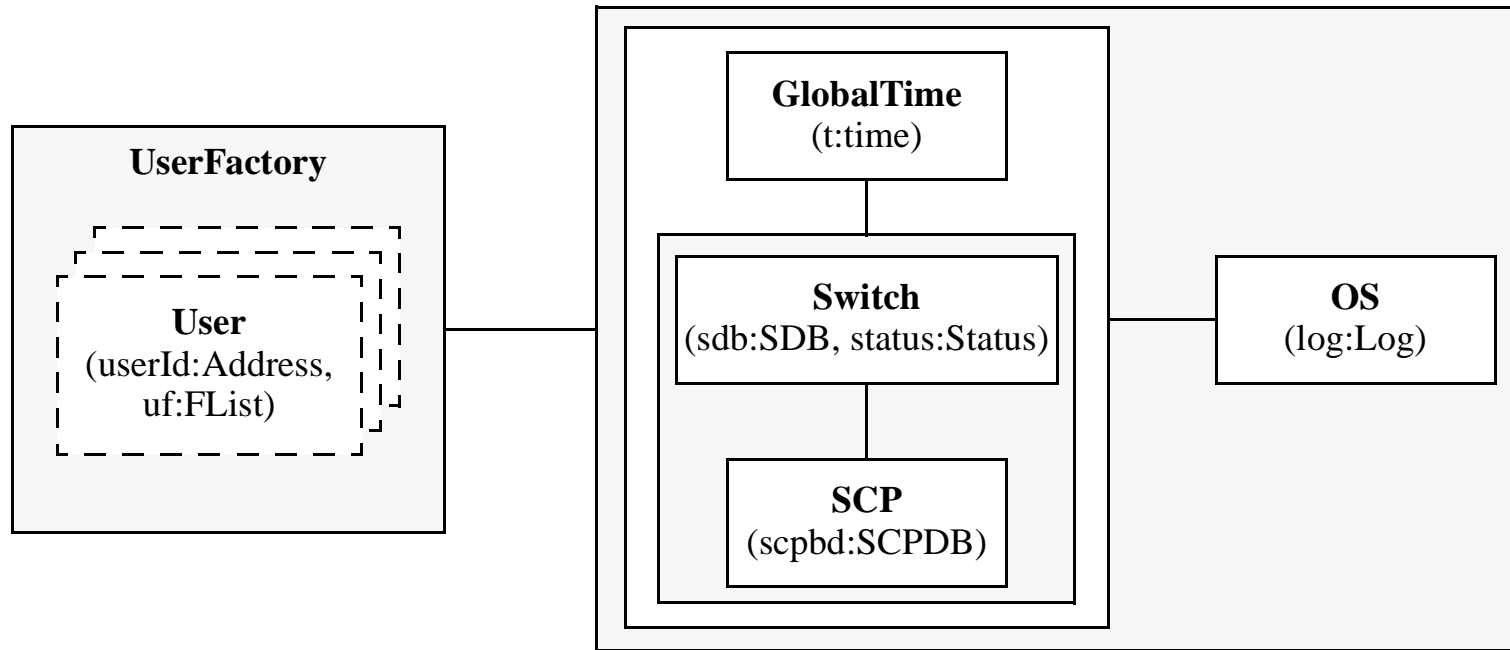 UserFactory
User
(userId:Address,
uf:FList)
GlobalTime
(t:time)
Switch
(sdb:SDB, status:Status)
SCP
(scpbd:SCPDB)
OS
(log:Log)